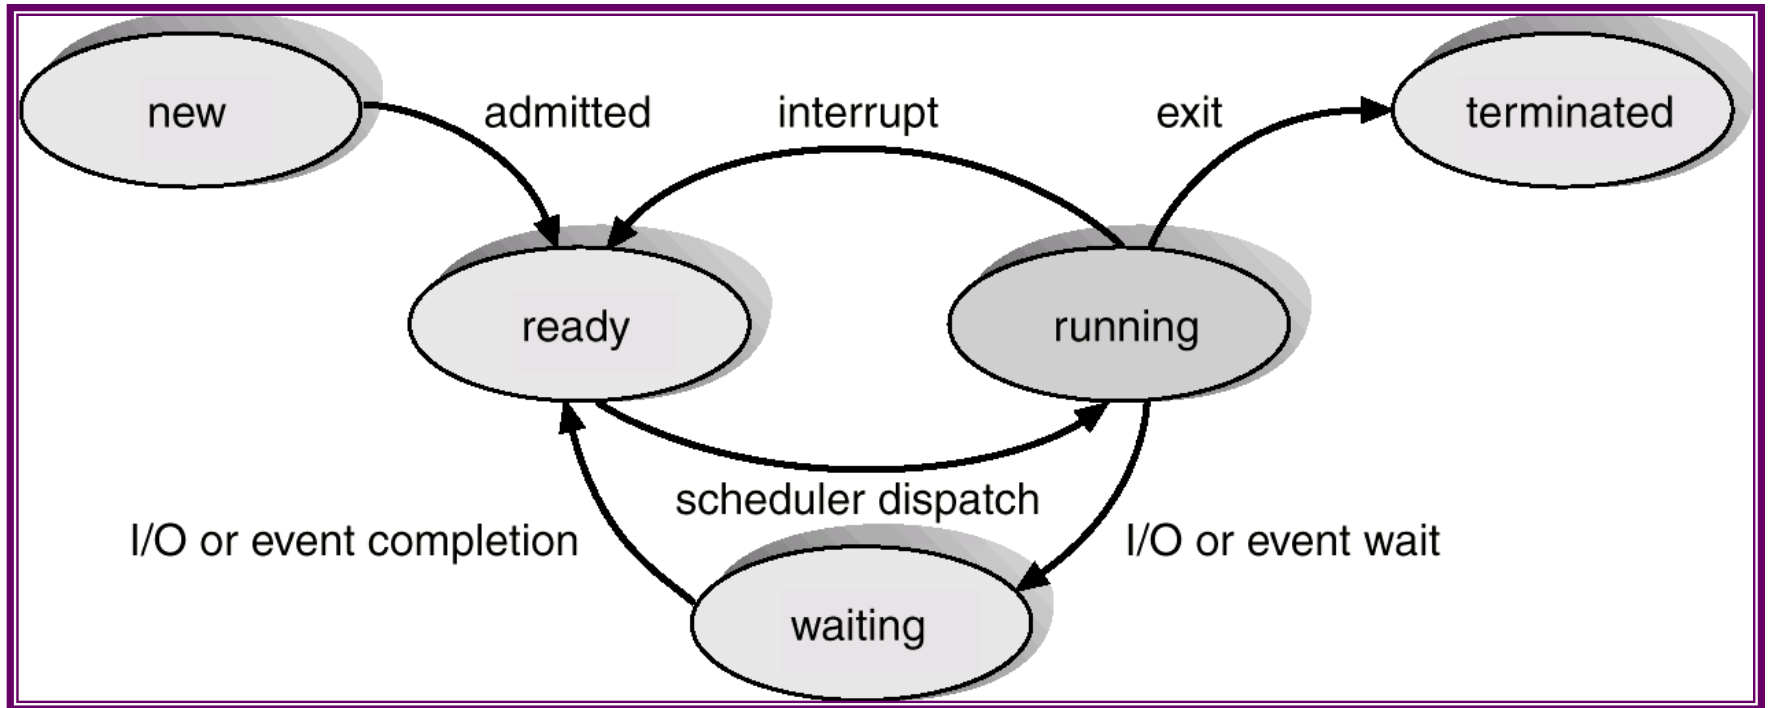 new
admitted
interrupt
exit
terminated
ready
running
scheduler dispatch
I/O or event completion
I/O or event wait
waiting